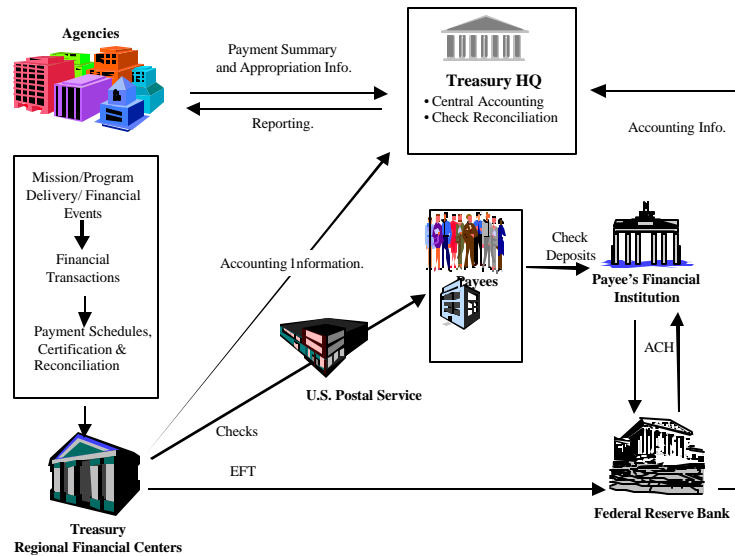 Agencies
Payment Summary
and Appropriation Info.
Reporting.
Treasury HQ
• Central Accounting
• Check Reconciliation
Accounting Info.
Mission/Program
Delivery/ Financial
Events
Financial
Transactions
Payment Schedules,
Certification &
Reconciliation
Accounting 1nformation.
Payees
Check
Deposits
Payee's Financial
Institution
ACH
U.S. Postal Service
Checks
EFT
Federal Reserve Bank
Treasury
Regional Financial Centers